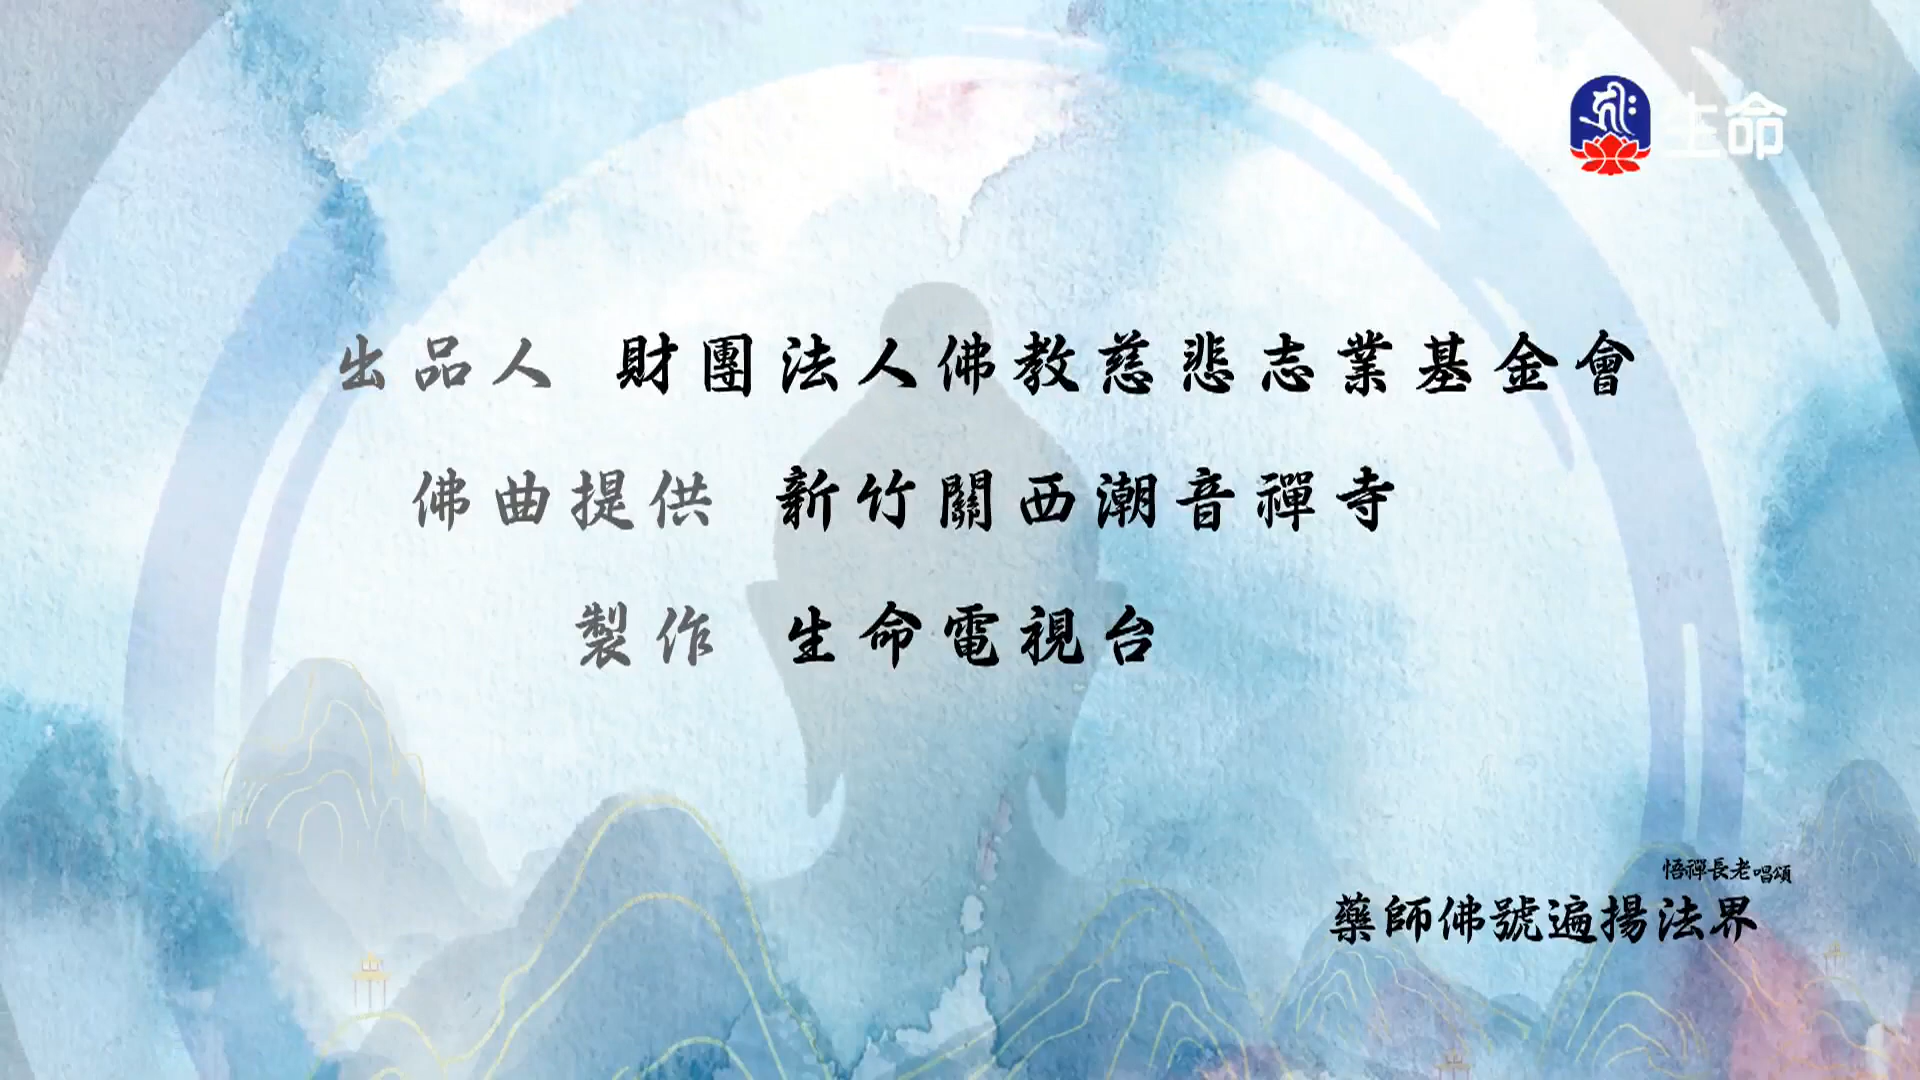 生命
出品人 財團法人佛教慈悲志業基金會
佛曲提供 新竹關西潮音禪寺
製作 生命電視台
悟禪長老唱頌
藥師佛號遍揚法界